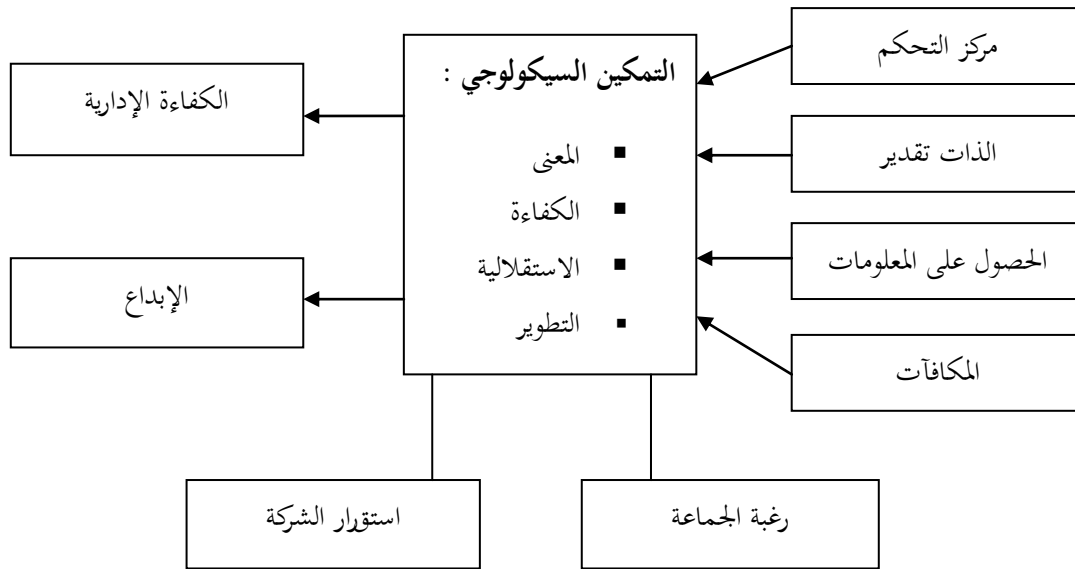 مركز التحكم
التمكين السيكولوجي :
الكفاءة الإدارية
الذات تقدير
▪ المعنى
▪ الكفاءة
▪ الاستقلالية
▪ التطوير
الحصول على المعلومات
الإبداع
المكافآت
رغبة الجماعة
استقرار الشركة